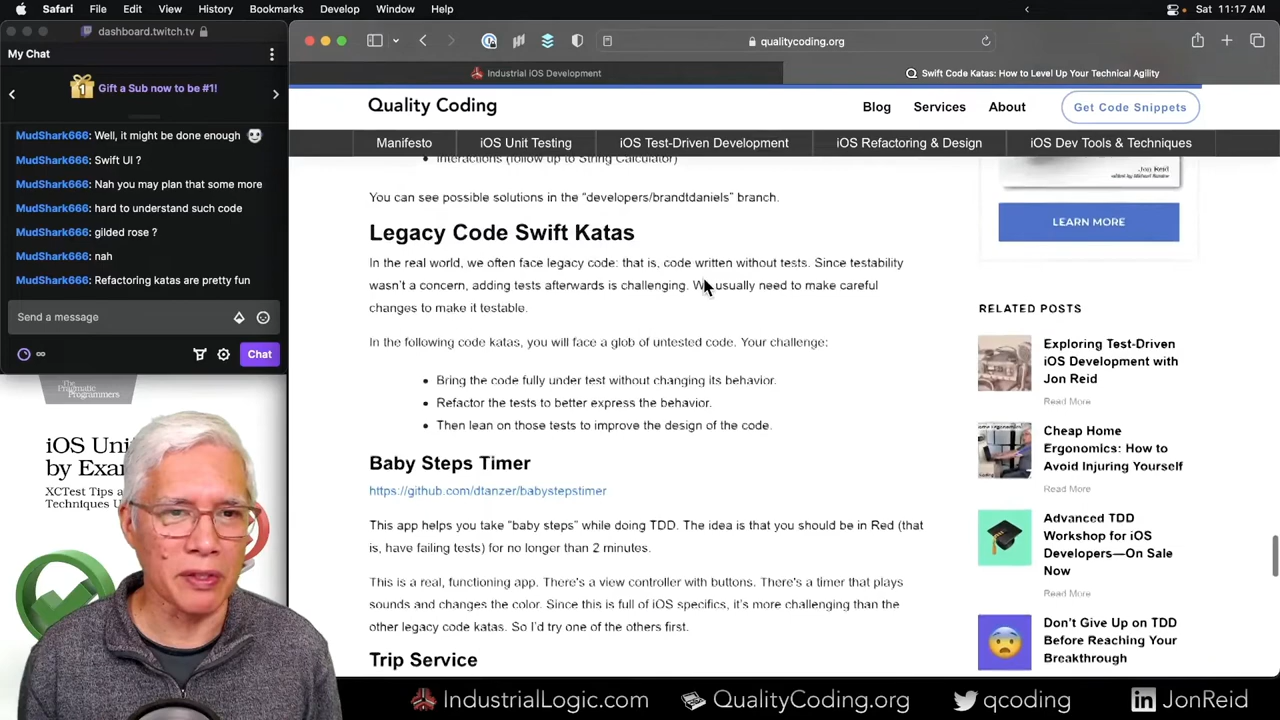 Safari File Edit View History Bookmarks Develop Window Help
Sat 11:17 AM
dashboard.twitch.tv
My Chat
1
Gift a Sub now to be #1!
MudShark666: Well, it might be done enough
MudShark666: Swift UI ?
MudShark666: Nah you may plan that some more
MudShark666: hard to understand such code
MudShark666: gilded rose ?
MudShark666: nah
MudShark666: Refactoring katas are pretty fun
Send a message
∞
Chat
The Pragmatic Programmers
iOS Uni
by Exa
XCTest Tips a
Techniques U
qualitycoding.org
Industrial iOS Development
Swift Code Katas: How to Level Up Your Technical Agility
Quality Coding
Blog Services About Get Code Snippets
Manifesto iOS Unit Testing iOS Test-Driven Development iOS Refactoring & Design iOS Dev Tools & Techniques
Interactions (follow up to String Calculator)
You can see possible solutions in the “developers/brandtdaniels” branch.
Legacy Code Swift Katas
In the real world, we often face legacy code: that is, code written without tests. Since testability
wasn’t a concern, adding tests afterwards is challenging. We usually need to make careful
changes to make it testable.
In the following code katas, you will face a glob of untested code. Your challenge:
• Bring the code fully under test without changing its behavior.
• Refactor the tests to better express the behavior.
• Then lean on those tests to improve the design of the code.
Baby Steps Timer
https://github.com/dtanzer/babystepstimer
This app helps you take “baby steps” while doing TDD. The idea is that you should be in Red (that
is, have failing tests) for no longer than 2 minutes.
This is a real, functioning app. There’s a view controller with buttons. There’s a timer that plays
sounds and changes the color. Since this is full of iOS specifics, it’s more challenging than the
other legacy code katas. So I’d try one of the others first.
Trip Service
Jon Reid
LEARN MORE
RELATED POSTS
Exploring Test-Driven
iOS Development with
Jon Reid
Read More
Cheap Home
Ergonomics: How to
Avoid Injuring Yourself
Read More
Advanced TDD
Workshop for iOS
Developers—On Sale
Now
Read More
Don’t Give Up on TDD
Before Reaching Your
Breakthrough
IndustrialLogic.com QualityCoding.org qcoding JonReid